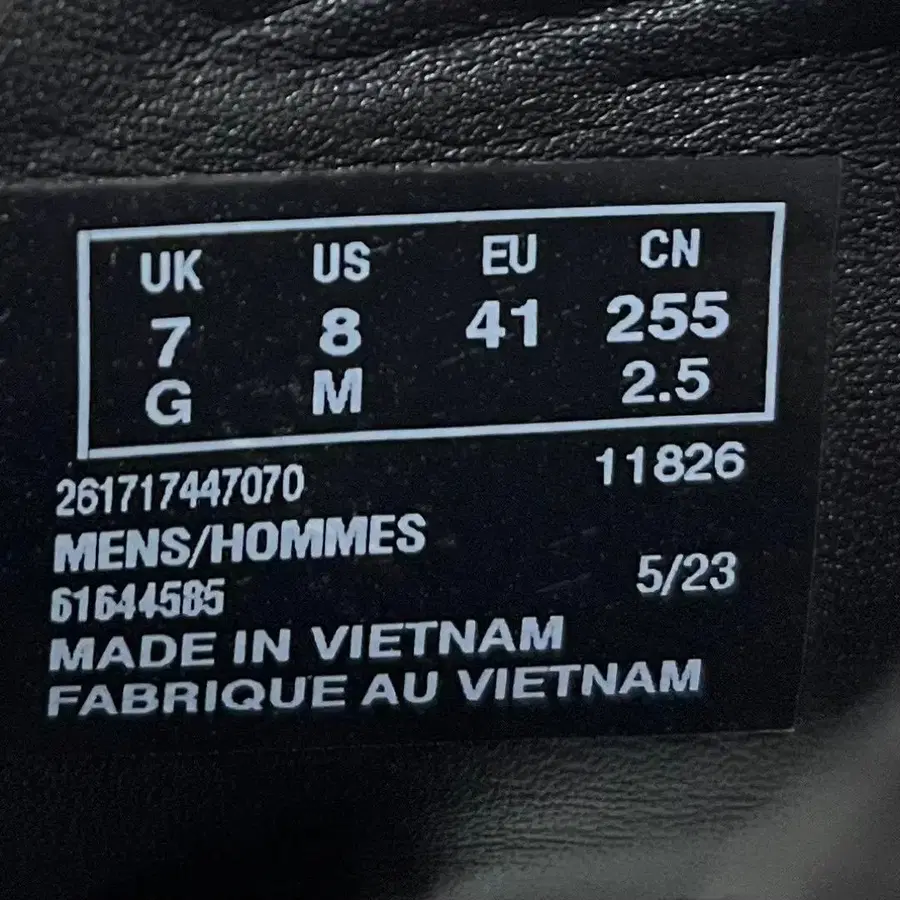 UK US EU CN
7 8 41 255
G M 2.5
261717447070 11826
MENS/HOMMES
61644585 5/23
MADE IN VIETNAM
FABRIQUE AU VIETNAM